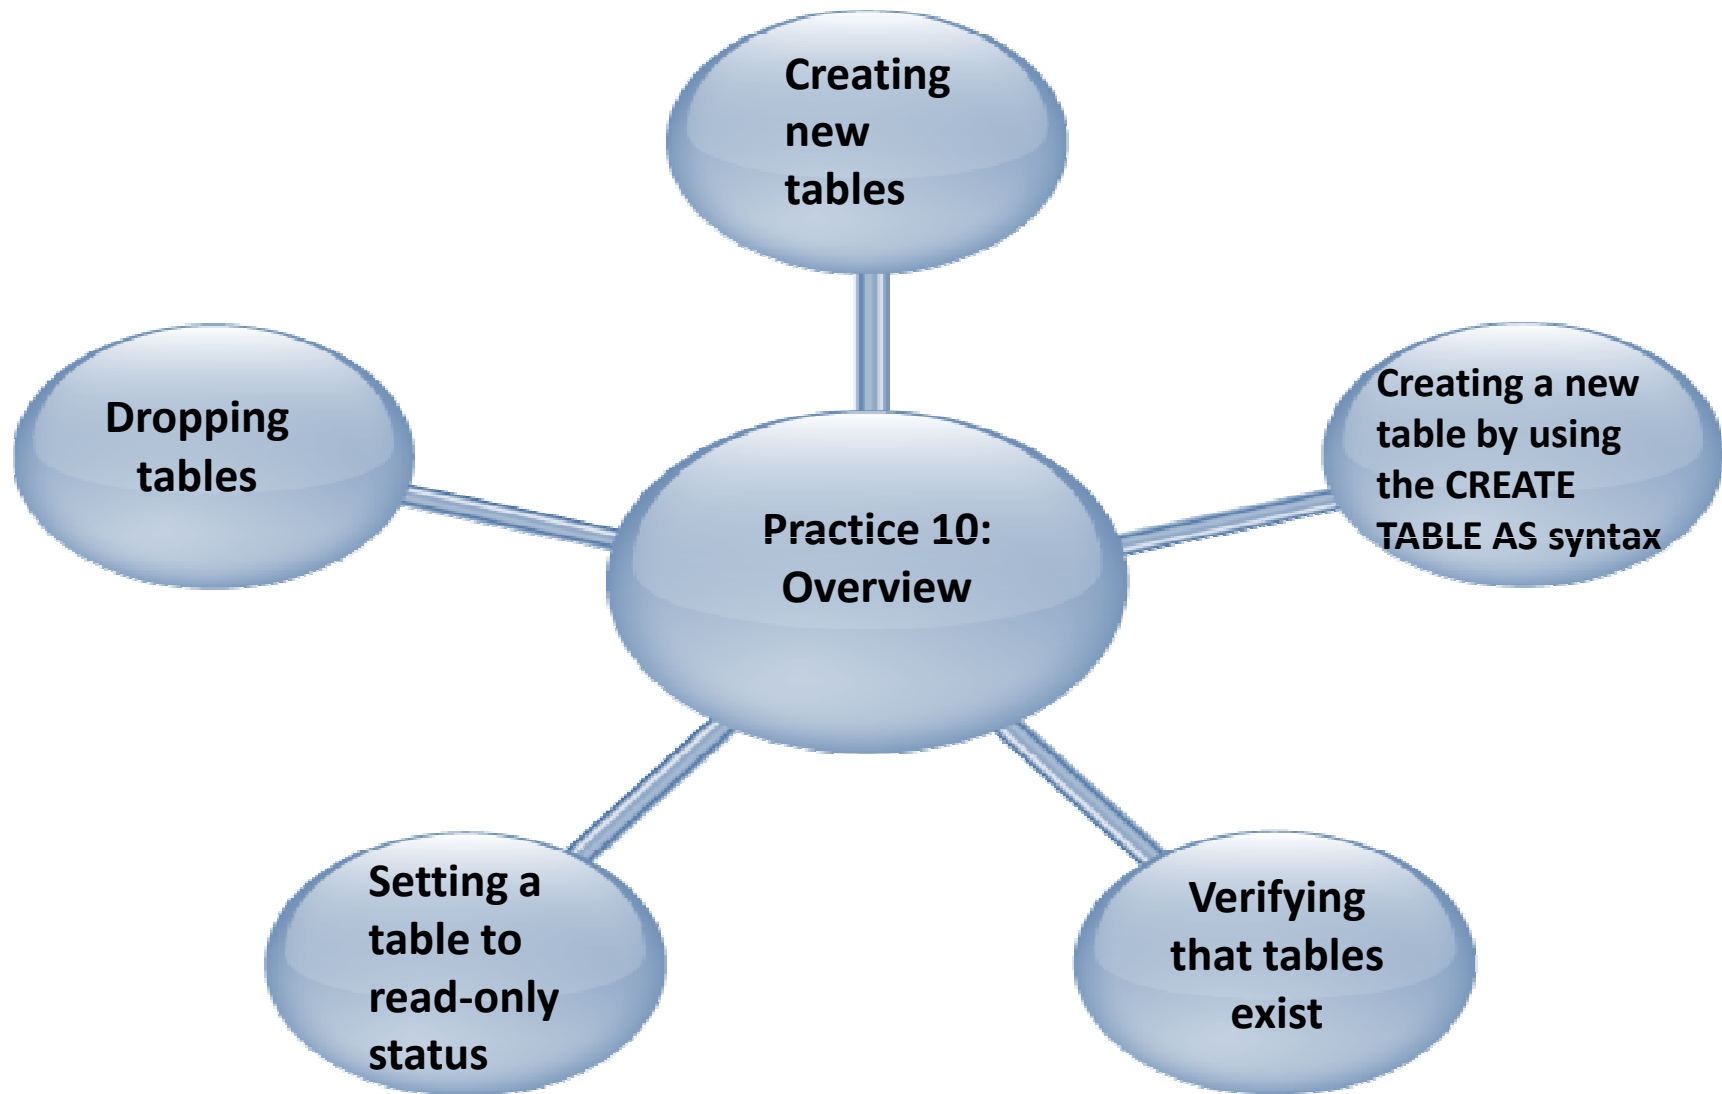 Creating
new
tables
Dropping
tables
Creating a new
table by using
the CREATE
TABLE AS syntax
Practice 10:
Overview
Setting a
table to
read-only
status
Verifying
that tables
exist